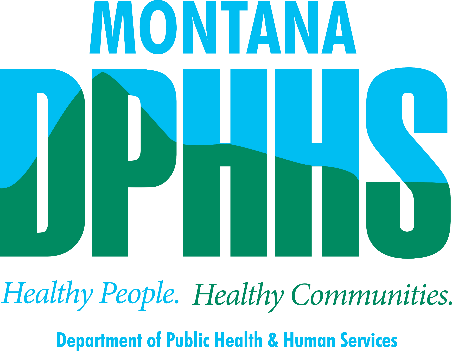 MONTANA
DPHHS
Healthy People. Healthy Communities.
Department of Public Health & Human Services